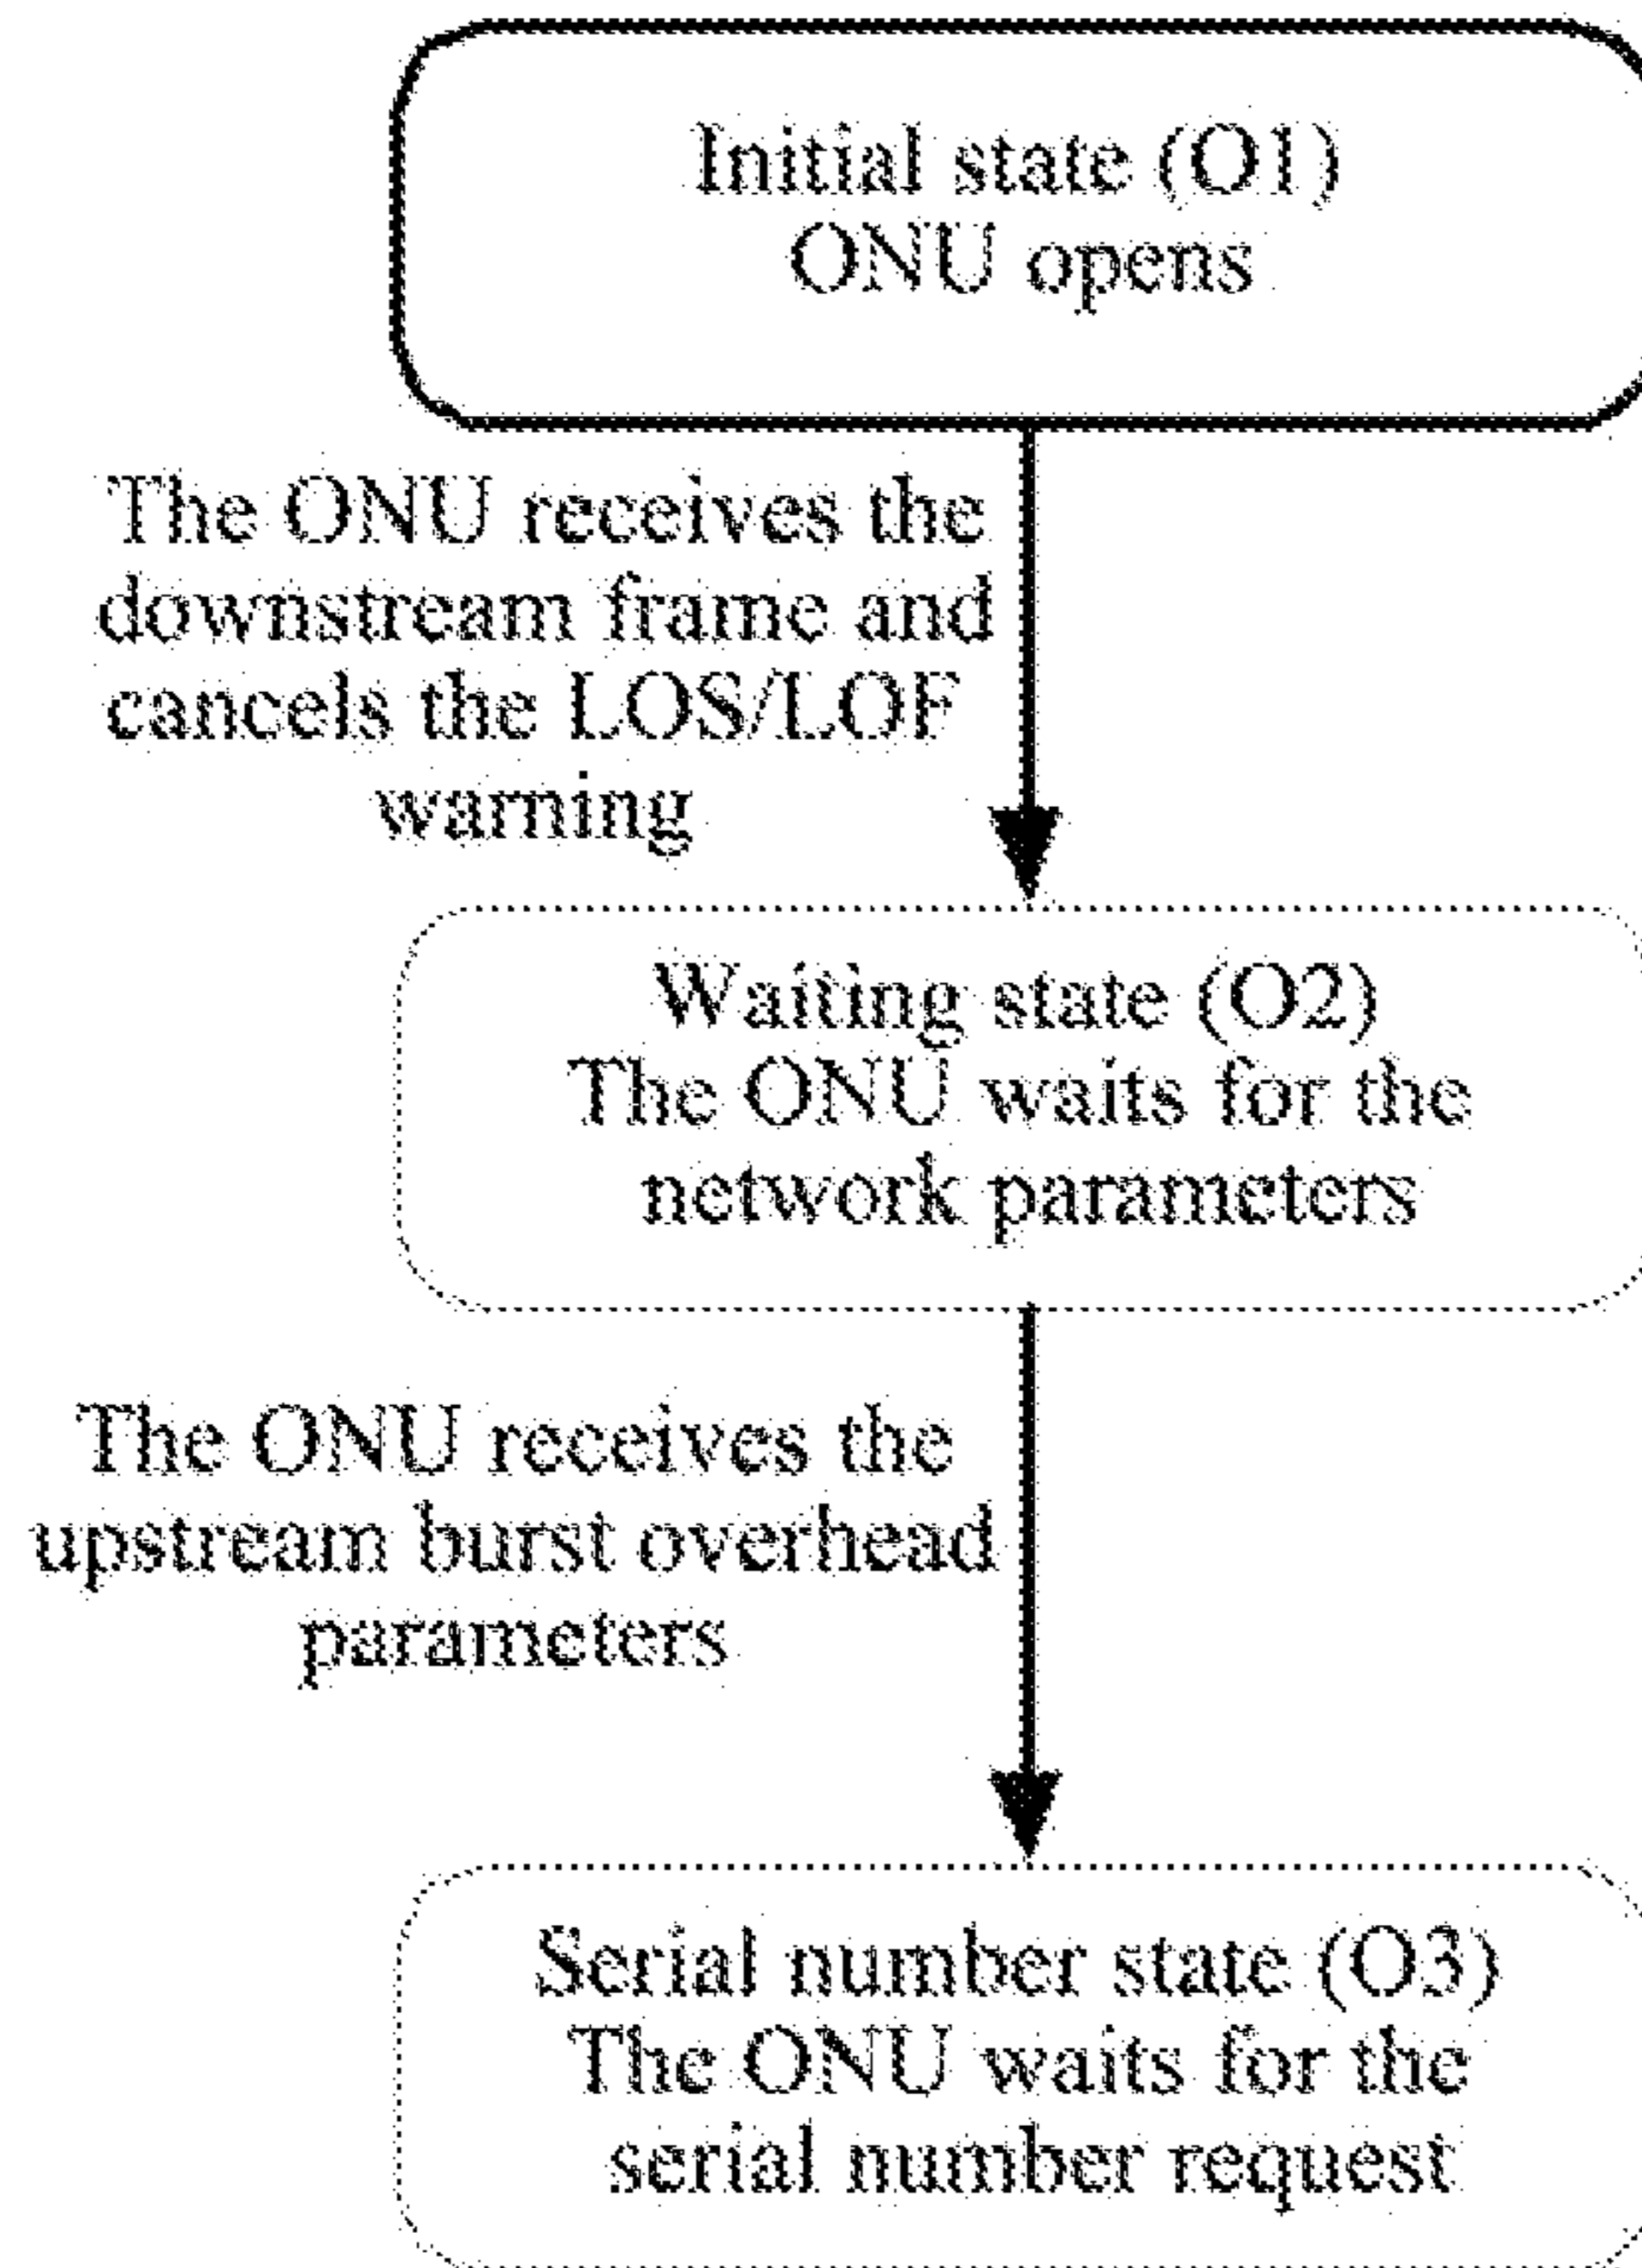 Initial state (O1)
ONU opens
The ONU receives the
downstream frame and
cancels the LOS/LOF
warning
Waiting state (O2)
The ONU waits for the
network parameters
The ONU receives the
upstream burst overhead
parameters
Serial number state (O3)
The ONU waits for the
serial number request